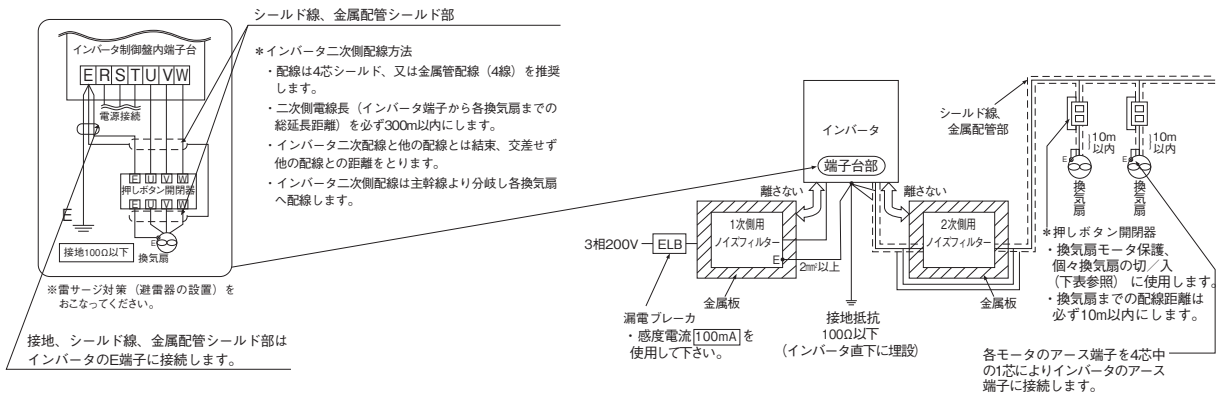 シールド線、金属配管シールド部
インバータ制御盤内端子台
E R S T U V W
電源接続
E U V W
押しボタン開閉器
E U V W
E
E
接地100Ω以下
換気扇
＊インバータ二次側配線方法
・配線は4芯シールド、又は金属管配線（4線）を推奨
します。
・二次側電線長（インバータ端子から各換気扇までの
総延長距離）を必ず300m以内にします。
・インバータ二次配線と他の配線とは結束、交差せず
他の配線との距離をとります。
・インバータ二次側配線は主幹線より分岐し各換気扇
へ配線します。
※雷サージ対策（避雷器の設置）を
おこなってください。
接地、シールド線、金属配管シールド部は
インバータのE端子に接続します。
インバータ
端子台部
離さない
離さない
3相200V
ELB
1次側用
ノイズフィルター
E
2mm²以上
2次側用
ノイズフィルター
金属板
金属板
漏電ブレーカ
・感度電流100mAを
使用して下さい。
接地抵抗
100Ω以下
（インバータ直下に埋設）
シールド線、
金属配管部
10m
以内
10m
以内
E
E
換気扇
換気扇
＊押しボタン開閉器
・換気扇モータ保護、
個々換気扇の切／入
（下表参照）に使用します。
・換気扇までの配線距離は
必ず10m以内にします。
各モータのアース端子を4芯中
の1芯によりインバータのアース
端子に接続します。